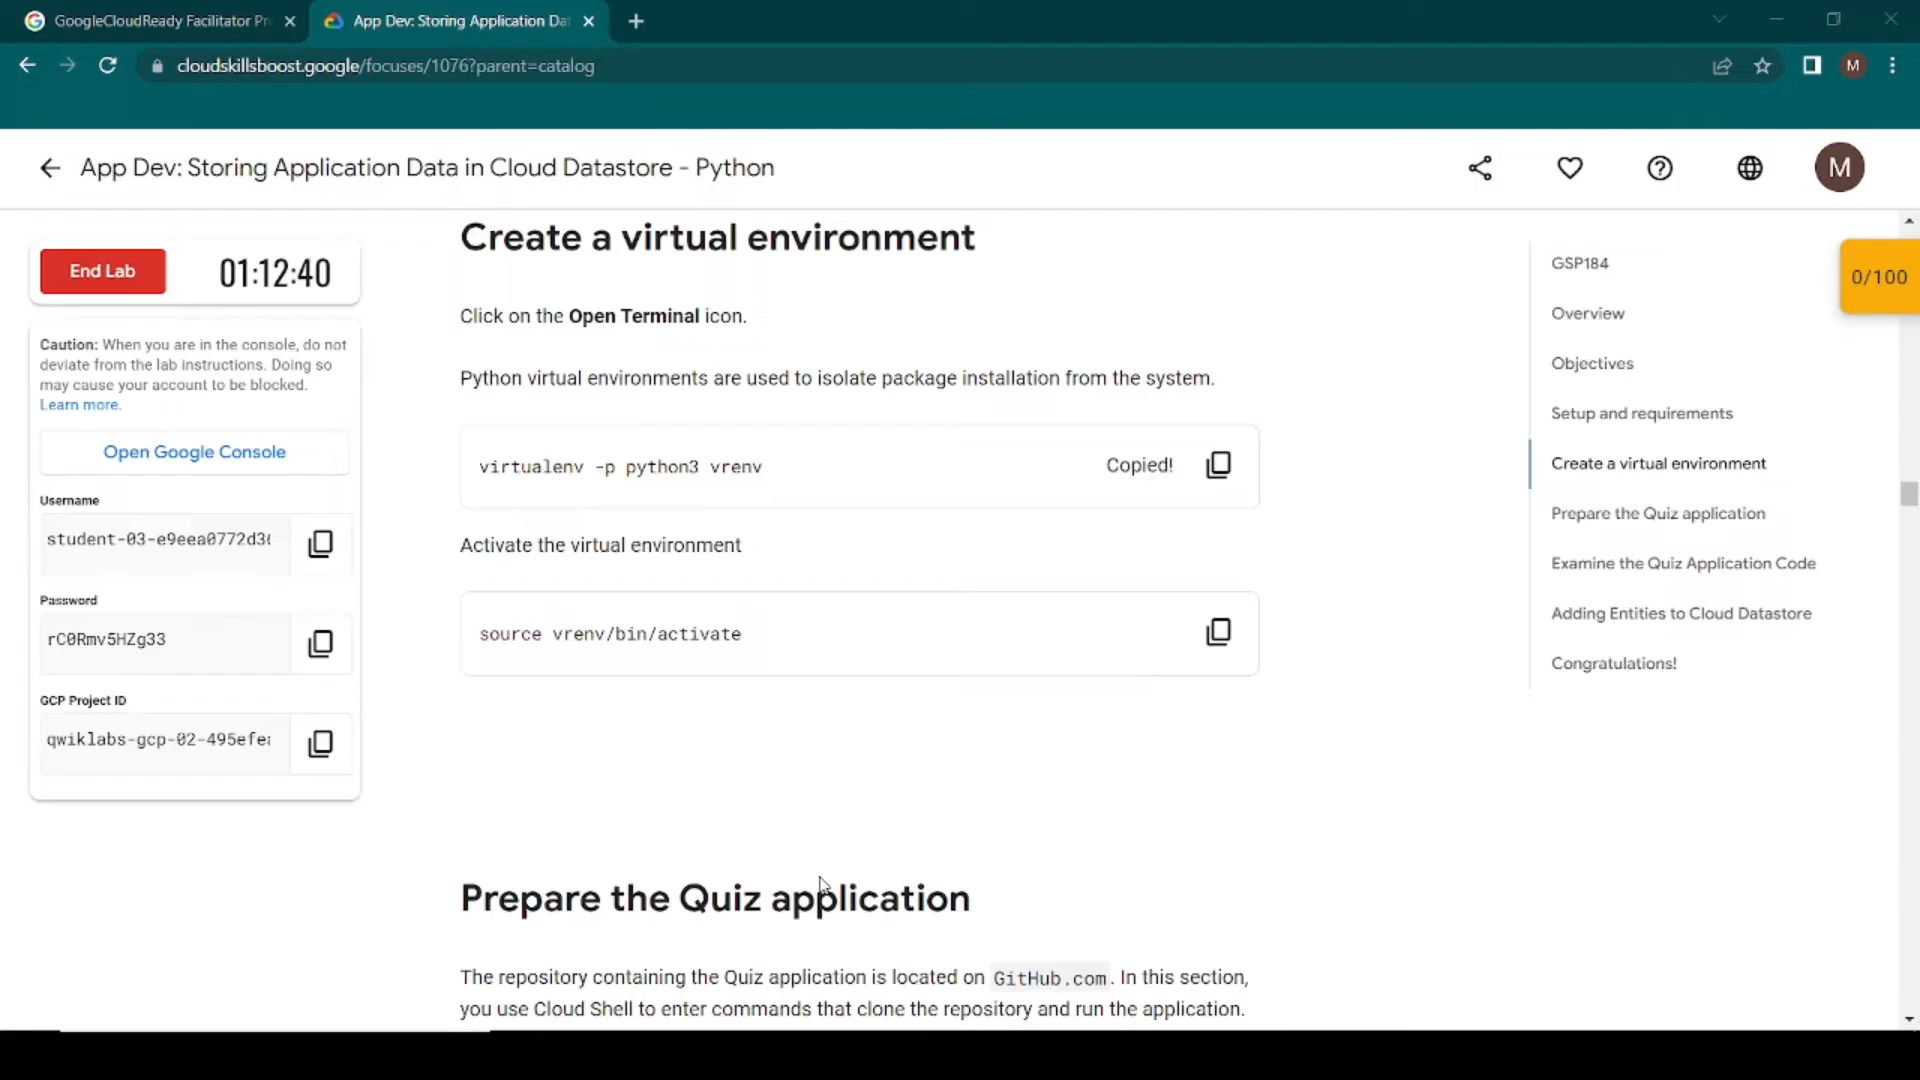 GoogleCloudReady Facilitator Pr
App Dev: Storing Application Da
cloudskillsboost.google/focuses/1076?parent=catalog
M
App Dev: Storing Application Data in Cloud Datastore - Python
M
End Lab
01:12:40
Caution: When you are in the console, do not
deviate from the lab instructions. Doing so
may cause your account to be blocked.
Learn more.
Open Google Console
Username
student-03-e9eea0772d3
Password
rC0Rmv5HZg33
GCP Project ID
qwiklabs-gcp-02-495efe
Create a virtual environment
Click on the Open Terminal icon.
Python virtual environments are used to isolate package installation from the system.
virtualenv -p python3 vrenv
Copied!
Activate the virtual environment
source vrenv/bin/activate
Prepare the Quiz application
The repository containing the Quiz application is located on GitHub.com. In this section,
you use Cloud Shell to enter commands that clone the repository and run the application.
GSP184
Overview
Objectives
Setup and requirements
Create a virtual environment
Prepare the Quiz application
Examine the Quiz Application Code
Adding Entities to Cloud Datastore
Congratulations!
0/100